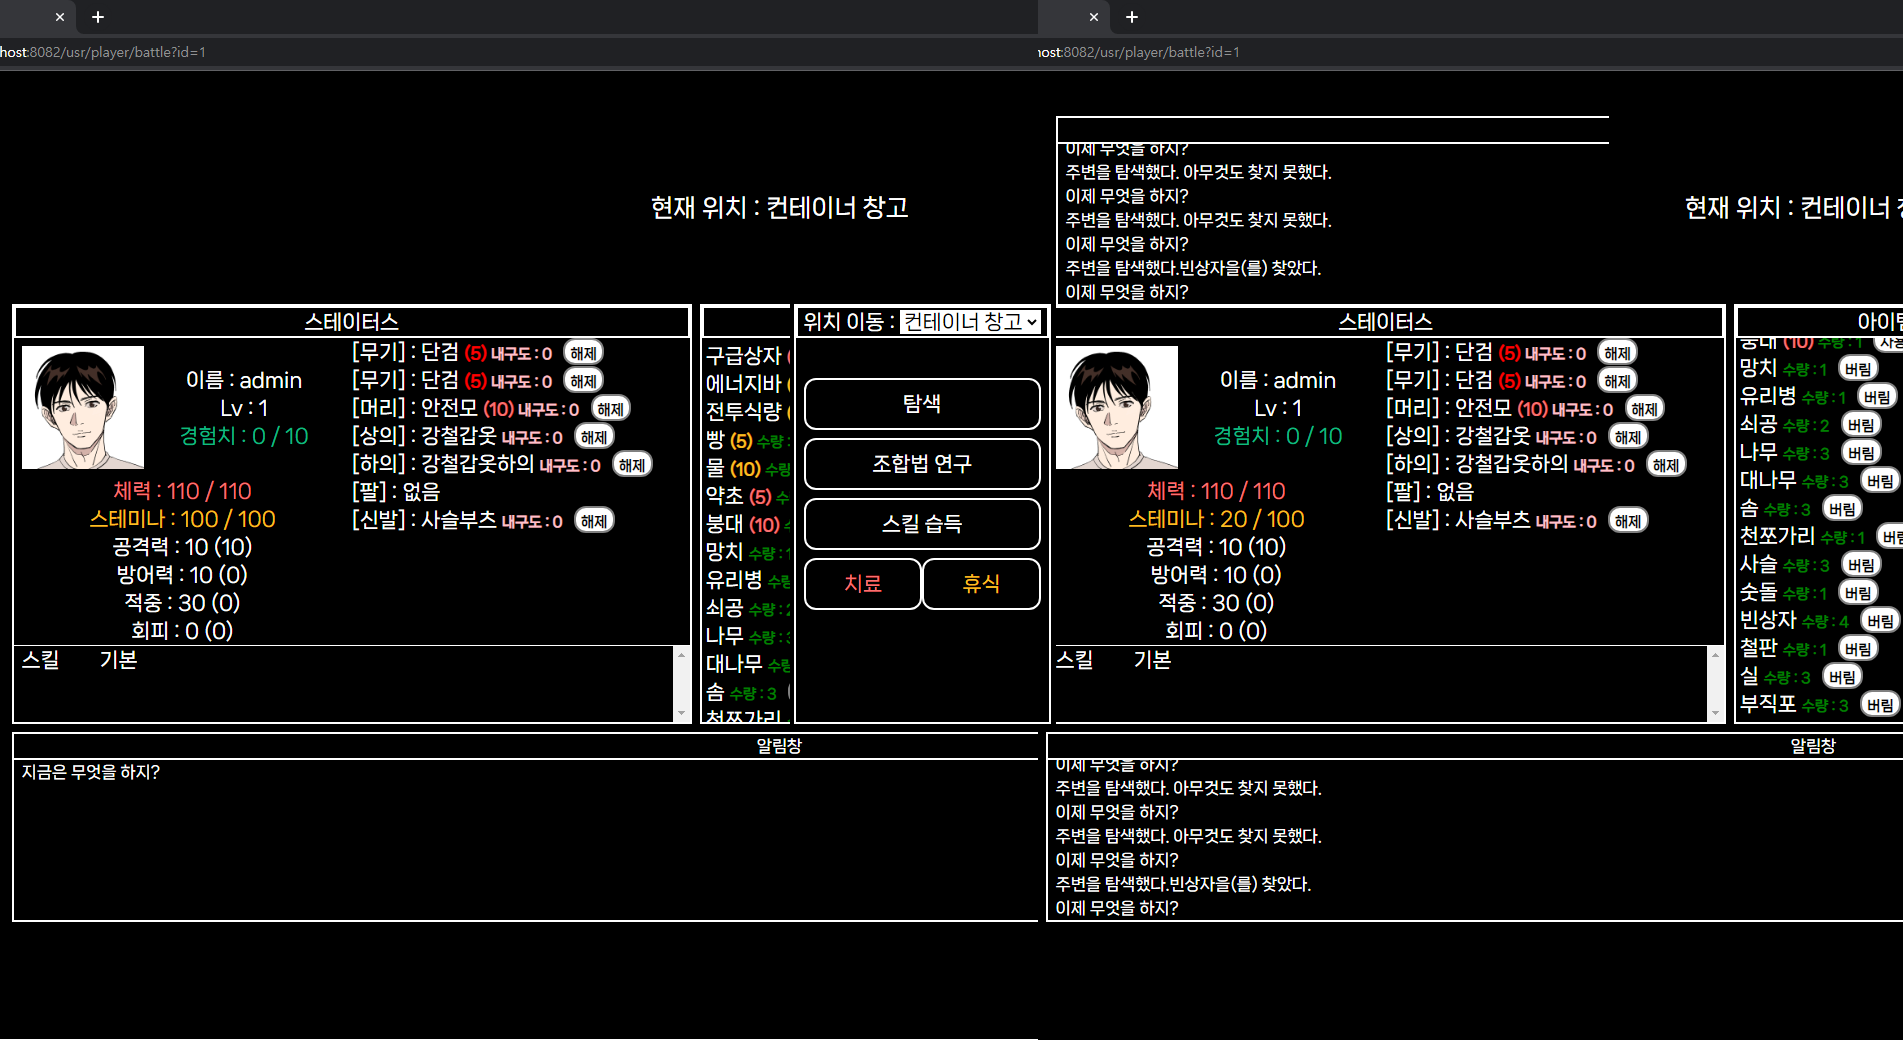 host:8082/usr/player/battle?id=1
현재 위치 : 컨테이너 창고
스테이터스
이름 : admin
Lv : 1
경험치 : 0 / 10
체력 : 110 / 110
스테미나 : 100 / 100
공격력 : 10 (10)
방어력 : 10 (0)
적중 : 30 (0)
회피 : 0 (0)
[무기] : 단검 (5) 내구도 : 0 해제
[무기] : 단검 (5) 내구도 : 0 해제
[머리] : 안전모 (10) 내구도 : 0 해제
[상의] : 강철갑옷 내구도 : 0 해제
[하의] : 강철갑옷하의 내구도 : 0 해제
[팔] : 없음
[신발] : 사슬부츠 내구도 : 0 해제
스킬 기본
구급상자
에너지바
전투식량
빵 (5) 수량 :
물 (10) 수량
약초 (5)
붕대 (10)
망치 수량 : 1
유리병 수량
쇠공 수량 : 2
나무 수량 : 3
대나무 수량
솜 수량 : 3
천쪼가리
위치 이동 : 컨테이너 창고
탐색
조합법 연구
스킬 습득
치료 휴식
알림창
지금은 무엇을 하지?
host:8082/usr/player/battle?id=1
이제 무엇을 하지?
주변을 탐색했다. 아무것도 찾지 못했다.
이제 무엇을 하지?
주변을 탐색했다. 아무것도 찾지 못했다.
이제 무엇을 하지?
주변을 탐색했다.빈상자을(를) 찾았다.
이제 무엇을 하지?
현재 위치 : 컨테이너
스테이터스
이름 : admin
Lv : 1
경험치 : 0 / 10
체력 : 110 / 110
스테미나 : 20 / 100
공격력 : 10 (10)
방어력 : 10 (0)
적중 : 30 (0)
회피 : 0 (0)
[무기] : 단검 (5) 내구도 : 0 해제
[무기] : 단검 (5) 내구도 : 0 해제
[머리] : 안전모 (10) 내구도 : 0 해제
[상의] : 강철갑옷 내구도 : 0 해제
[하의] : 강철갑옷하의 내구도 : 0 해제
[팔] : 없음
[신발] : 사슬부츠 내구도 : 0 해제
스킬 기본
아이템
붕대 (10) 수량 : 1 사용
망치 수량 : 1 버림
유리병 수량 : 1 버림
쇠공 수량 : 2 버림
나무 수량 : 3 버림
대나무 수량 : 3 버림
솜 수량 : 3 버림
천쪼가리 수량 : 1 버림
사슬 수량 : 3 버림
숫돌 수량 : 1 버림
빈상자 수량 : 4 버림
철판 수량 : 1 버림
실 수량 : 3 버림
부직포 수량 : 3 버림
알림창
이제 무엇을 하지?
주변을 탐색했다. 아무것도 찾지 못했다.
이제 무엇을 하지?
주변을 탐색했다. 아무것도 찾지 못했다.
이제 무엇을 하지?
주변을 탐색했다.빈상자을(를) 찾았다.
이제 무엇을 하지?